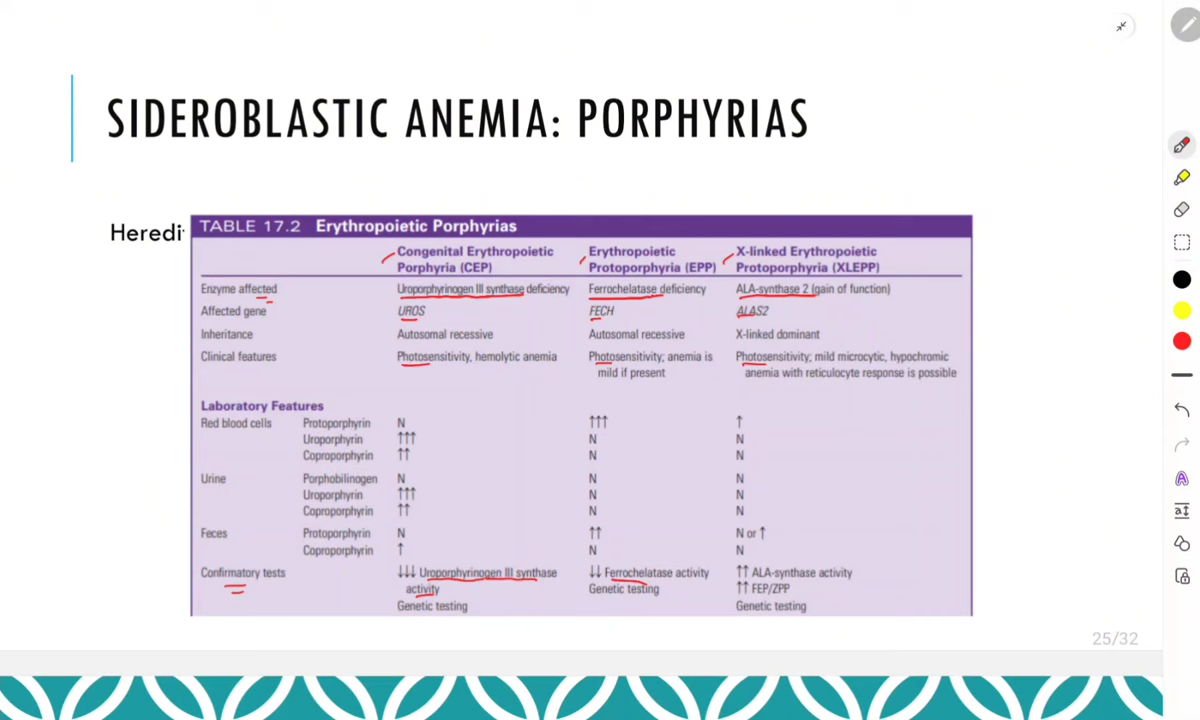 SIDEROBLASTIC ANEMIA: PORPHYRIAS
Heredi
TABLE 17.2 Erythropoietic Porphyrias
Congenital Erythropoietic Porphyria (CEP) Erythropoietic Protoporphyria (EPP) X-linked Erythropoietic Protoporphyria (XLEPP)
Enzyme affected Uroporphyrinogen III synthase deficiency Ferrochelatase deficiency ALA-synthase 2 (gain of function)
Affected gene UROS FECH ALAS2
Inheritance Autosomal recessive Autosomal recessive X-linked dominant
Clinical features Photosensitivity, hemolytic anemia Photosensitivity; anemia is mild if present Photosensitivity; mild microcytic, hypochromic anemia with reticulocyte response is possible
Laboratory Features
Red blood cells Protoporphyrin N ↑↑↑ ↑
Uroporphyrin ↑↑↑ N N
Coproporphyrin ↑↑ N N
Urine Porphobilinogen N N N
Uroporphyrin ↑↑↑ N N
Coproporphyrin ↑↑ N N
Feces Protoporphyrin N ↑↑ N or ↑
Coproporphyrin ↑ N N
Confirmatory tests ↓↓↓ Uroporphyrinogen III synthase activity ↓↓ Ferrochelatase activity ↑↑ ALA-synthase activity
↑↑ FEP/ZPP
Genetic testing Genetic testing Genetic testing
25/32